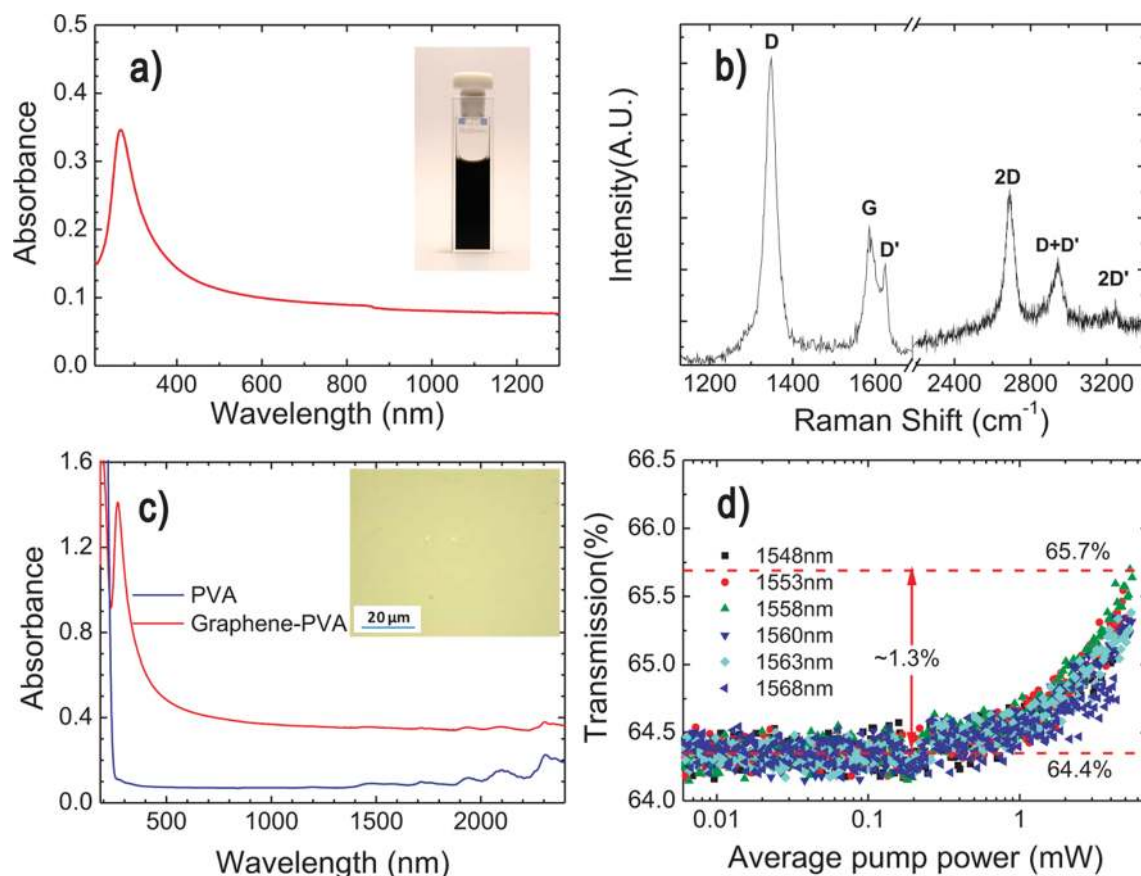 a)
0.5
0.4
0.3
0.2
0.1
0.0
Absorbance
400 600 800 1000 1200
Wavelength (nm)
b)
D
G
D'
2D
D+D'
2D'
Intensity(A.U.)
1200 1400 1600 2400 2800 3200
Raman Shift (cm⁻¹)
c)
1.6
1.2
0.8
0.4
0.0
Absorbance
PVA
Graphene-PVA
20 μm
500 1000 1500 2000
Wavelength (nm)
d)
66.5
66.0
65.5
65.0
64.5
64.0
Transmission(%)
1548nm
1553nm
1558nm
1560nm
1563nm
1568nm
65.7%
~1.3%
64.4%
0.01 0.1 1
Average pump power (mW)